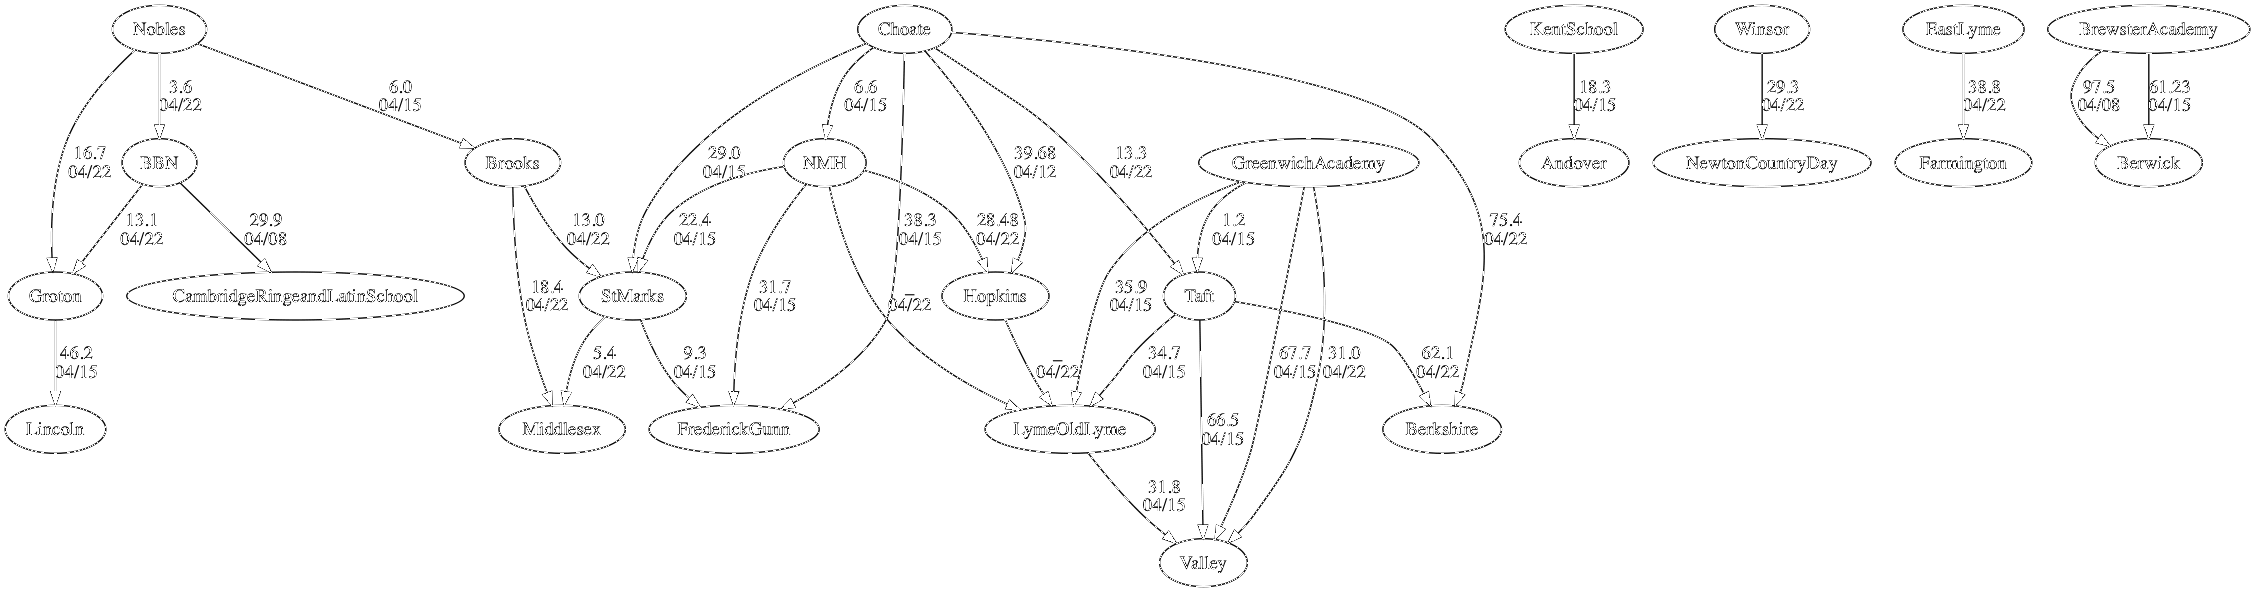 Nobles
Choate
KentSchool
Winsor
EastLyme
BrewsterAcademy
3.6
04/22
6.0
04/15
6.6
04/15
18.3
04/15
29.3
04/22
38.8
04/22
97.5
04/08
61.23
04/15
16.7
04/22
BBN
Brooks
29.0
04/15
NMH
39.68
04/12
13.3
04/22
GreenwichAcademy
Andover
NewtonCountryDay
Farmington
Berwick
13.1
04/22
29.9
04/08
13.0
04/22
22.4
04/15
38.3
04/15
28.48
04/22
1.2
04/15
75.4
04/22
Groton
CambridgeRingeandLatinSchool
18.4
04/22
StMarks
31.7
04/15
–
04/22
Hopkins
35.9
04/15
Taft
46.2
04/15
5.4
04/22
9.3
04/15
–
04/22
34.7
04/15
67.7
04/15
31.0
04/22
62.1
04/22
Lincoln
Middlesex
FrederickGunn
LymeOldLyme
66.5
04/15
Berkshire
31.8
04/15
Valley